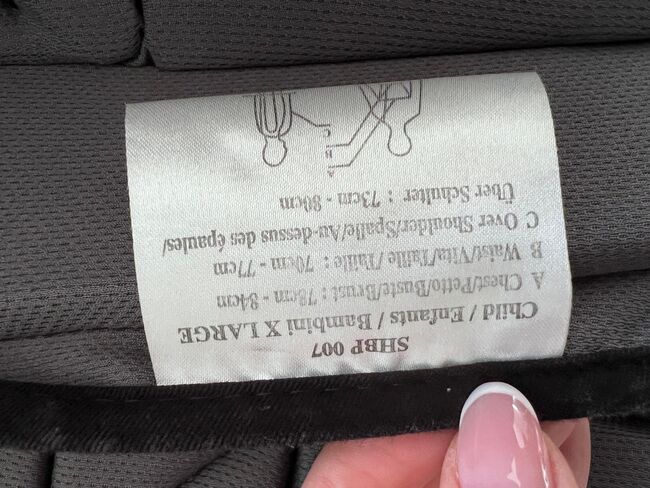 SHBP 007
Child / Enfants / Bambini X LARGE
A Chest/Petto/Buste/Brust : 78cm - 84cm
B Waist/Vita/Taille /Taille : 70cm - 77cm
C Over Shoulder/Spalle/Au-dessus des épaules/
Über Schulter : 73cm - 80cm
A
B
C